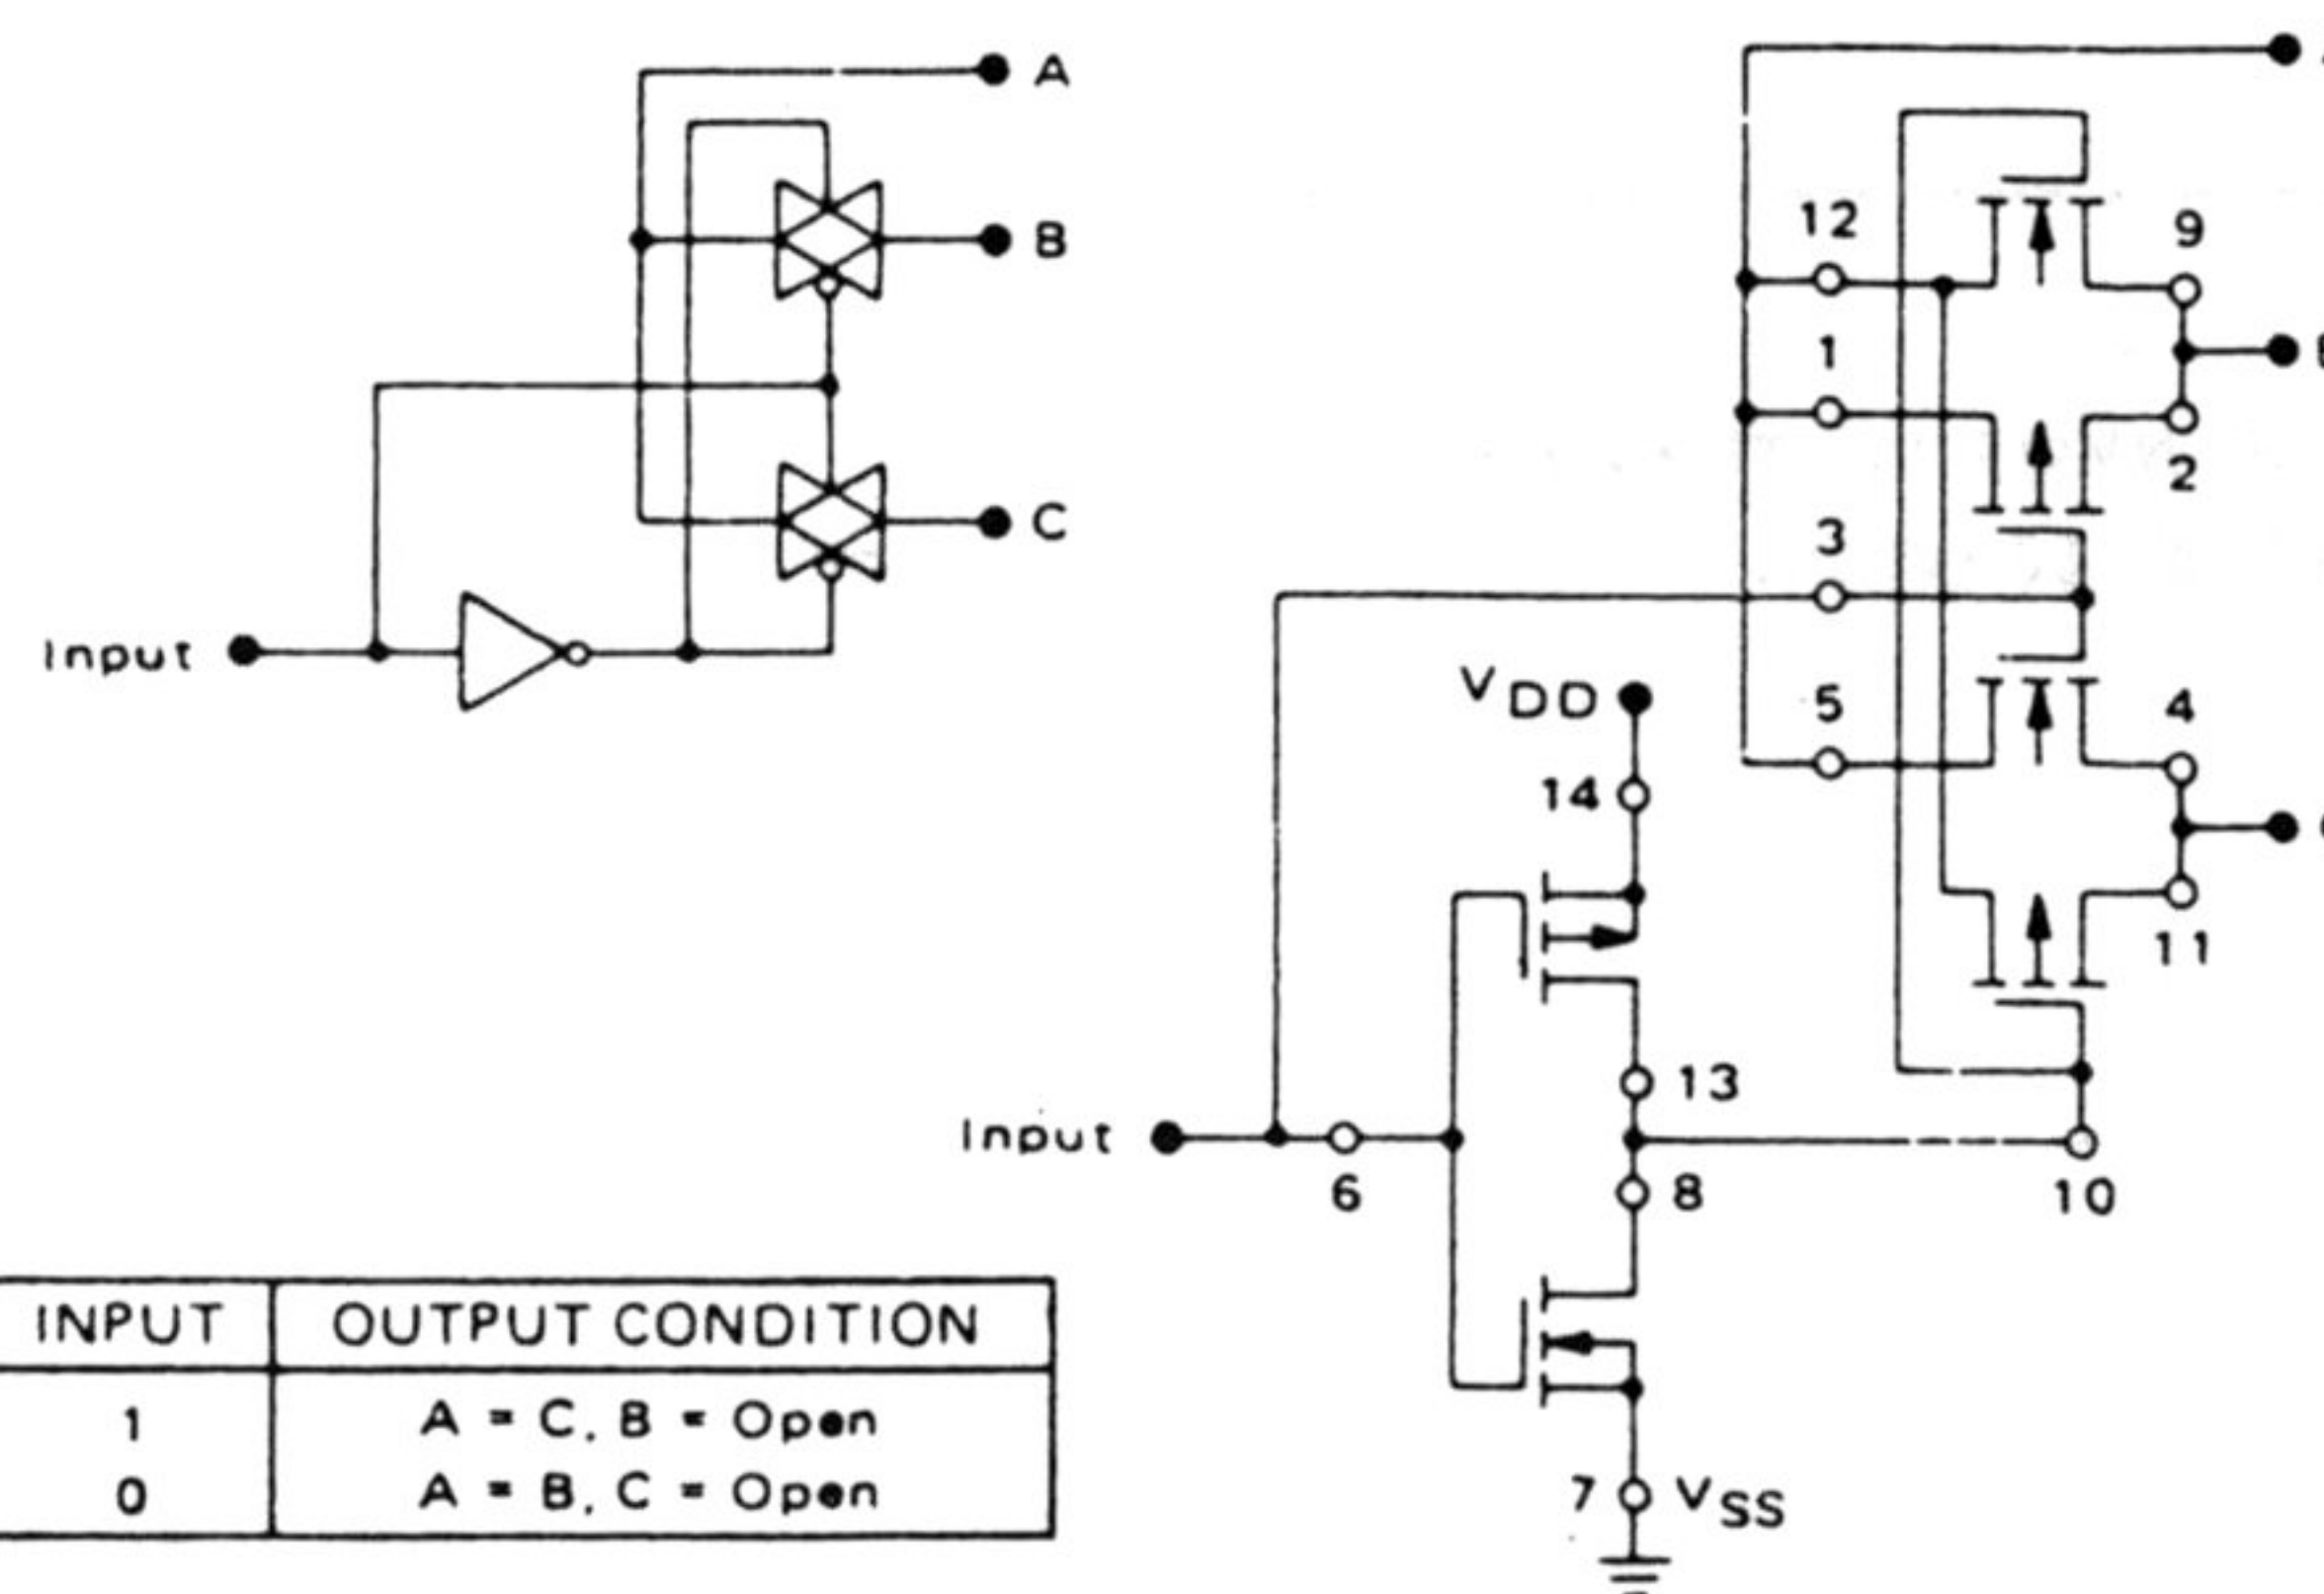 A
B
C
Input
12
9
1
2
3
VDD
5
4
14
11
13
Input
6
8
10
INPUT OUTPUT CONDITION
1 A = C, B = Open
0 A = B, C = Open
7 VSS